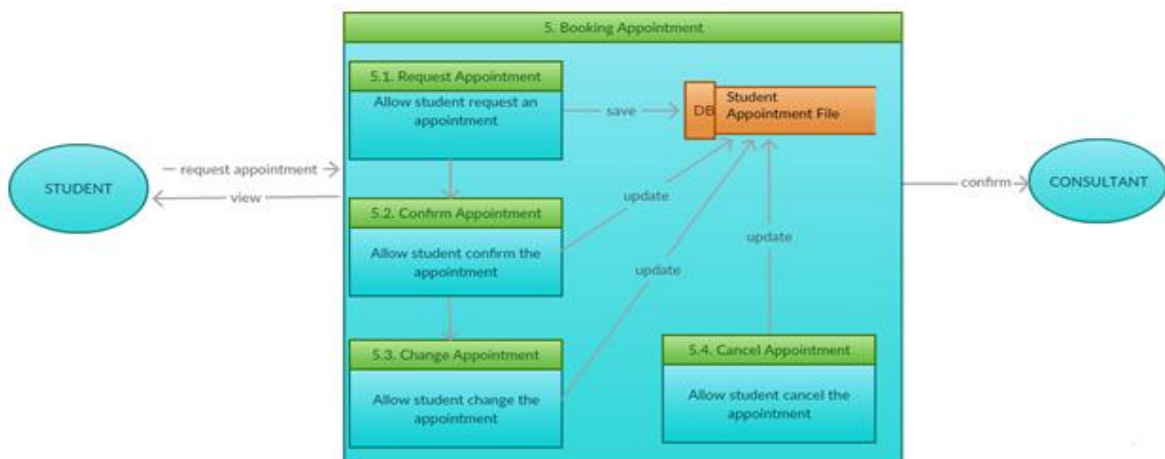 5. Booking Appointment
5.1. Request Appointment
Allow student request an
appointment
save
DB
Student
Appointment File
STUDENT
request appointment
view
confirm
CONSULTANT
5.2. Confirm Appointment
Allow student confirm the
appointment
update
update
update
5.3. Change Appointment
Allow student change the
appointment
5.4. Cancel Appointment
Allow student cancel the
appointment